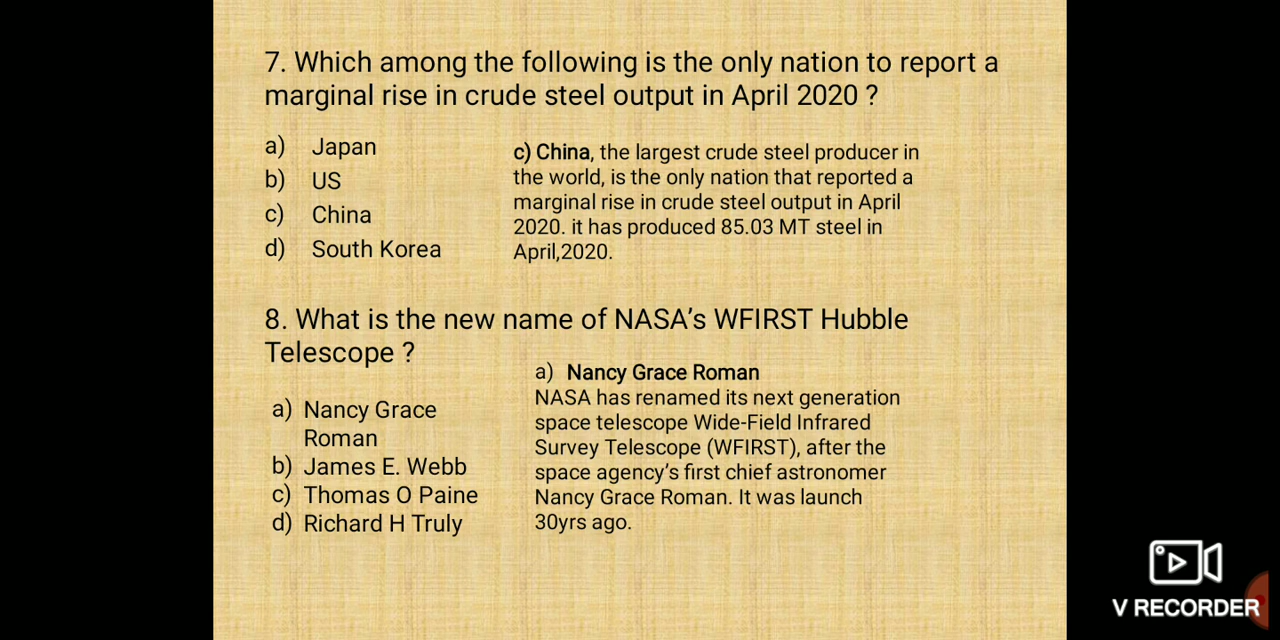 7. Which among the following is the only nation to report a
marginal rise in crude steel output in April 2020 ?
a) Japan
b) US
c) China
d) South Korea
c) China, the largest crude steel producer in
the world, is the only nation that reported a
marginal rise in crude steel output in April
2020. it has produced 85.03 MT steel in
April,2020.
8. What is the new name of NASA’s WFIRST Hubble
Telescope ?
a) Nancy Grace
Roman
b) James E. Webb
c) Thomas O Paine
d) Richard H Truly
a) Nancy Grace Roman
NASA has renamed its next generation
space telescope Wide-Field Infrared
Survey Telescope (WFIRST), after the
space agency’s first chief astronomer
Nancy Grace Roman. It was launch
30yrs ago.
V RECORDER